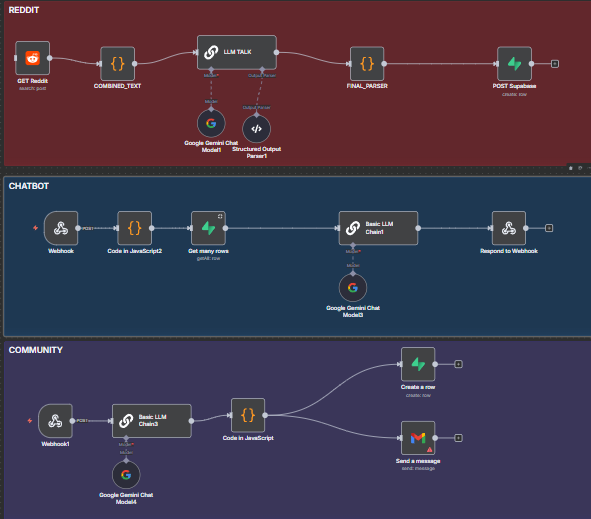 REDDIT
LLM TALK
GET Reddit
search: post
COMBINED_TEXT
Model*
Output Parser
FINAL_PARSER
POST Supabase
create: row
Model
Output Parser
Google Gemini Chat
Model1
Structured Output
Parser1
CHATBOT
POST
Basic LLM
Chain1
Webhook
Code in JavaScript2
Get many rows
getAll: row
Respond to Webhook
Model*
Model
Google Gemini Chat
Model3
COMMUNITY
Create a row
create: row
POST
Basic LLM
Chain3
Webhook1
Code in JavaScript
Model*
Model
Send a message
send: message
Google Gemini Chat
Model4